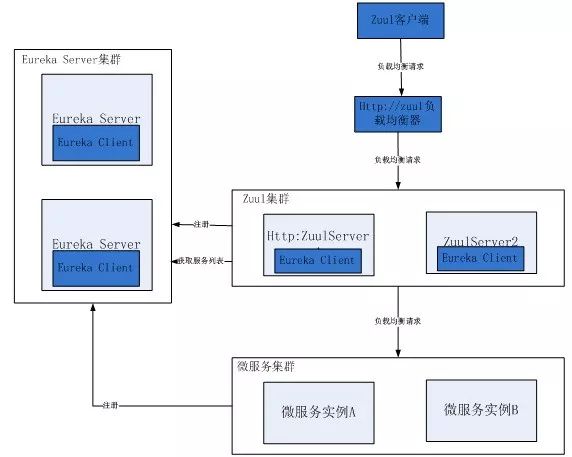 Zuul客户端
负载均衡请求
Http://zuul负
载均衡器
负载均衡请求
Eureka Server集群
Eureka Server
Eureka Client
Eureka Server
Eureka Client
Zuul集群
Http:ZuulServer
Eureka Client
ZuulServer2
Eureka Client
注册
获取服务列表
负载均衡请求
微服务集群
微服务实例A
微服务实例B
注册